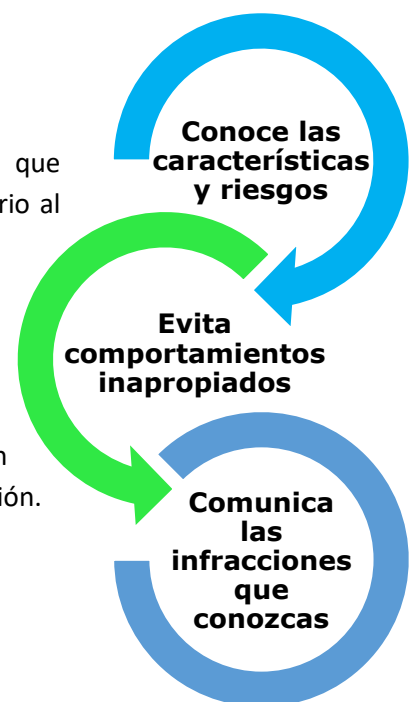 Conoce las
características
y riesgos
que
rio al
Evita
comportamientos
inapropiados
n
ión.
Comunica
las
infracciones
que
conozcas